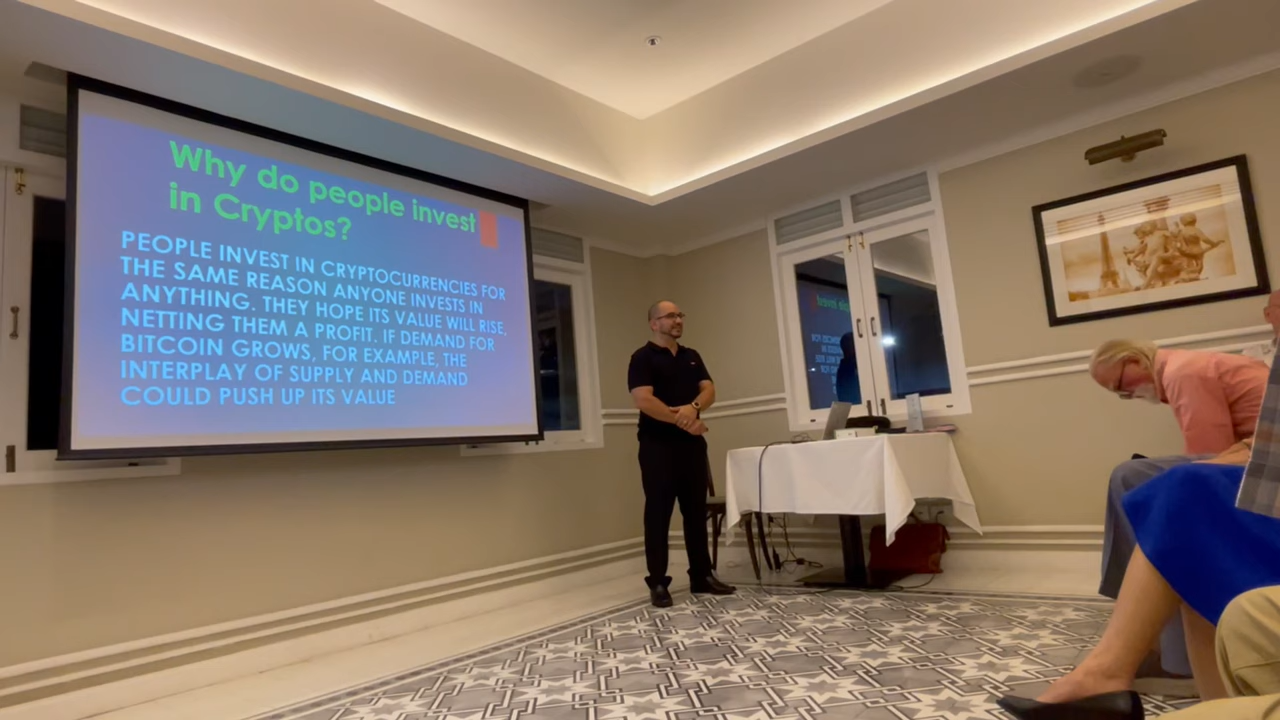 Why do people invest
in Cryptos?
PEOPLE INVEST IN CRYPTOCURRENCIES FOR
THE SAME REASON ANYONE INVESTS IN
ANYTHING. THEY HOPE ITS VALUE WILL RISE,
NETTING THEM A PROFIT. IF DEMAND FOR
BITCOIN GROWS, FOR EXAMPLE, THE
INTERPLAY OF SUPPLY AND DEMAND
COULD PUSH UP ITS VALUE